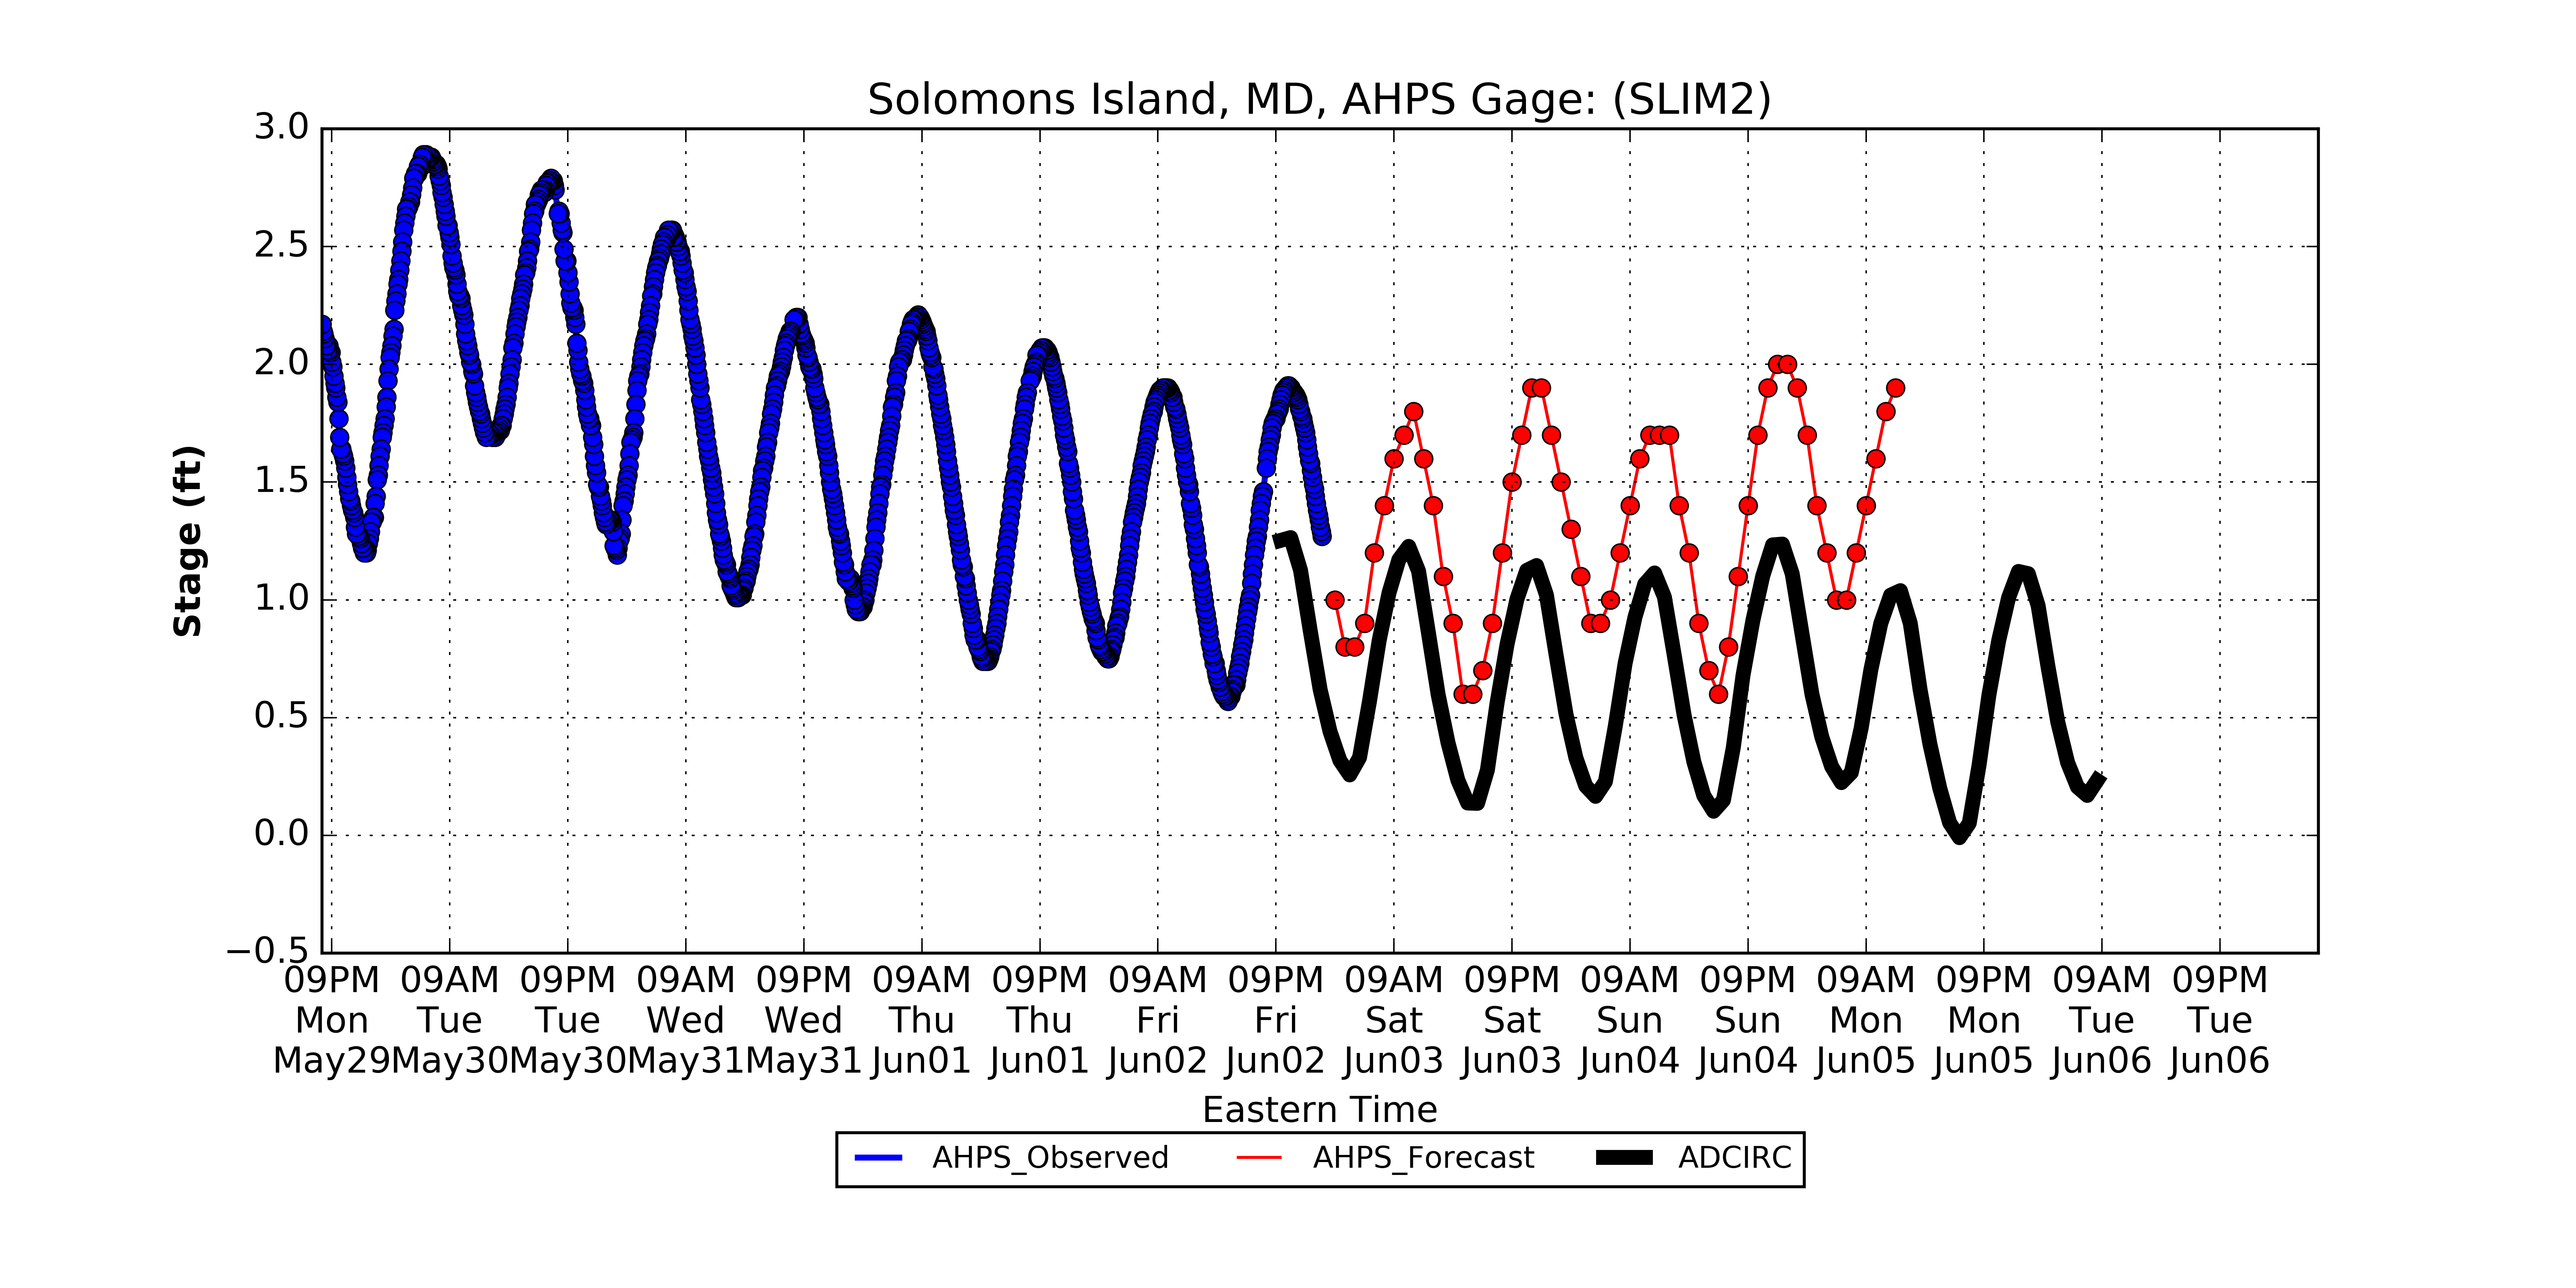 Solomons Island, MD, AHPS Gage: (SLIM2)
3.0
2.5
2.0
1.5
1.0
0.5
0.0
−0.5
Stage (ft)
09PM 09AM 09PM 09AM 09PM 09AM 09PM 09AM 09PM 09AM 09PM 09AM 09PM 09AM 09PM 09AM 09PM
Mon Tue Tue Wed Wed Thu Thu Fri Fri Sat Sat Sun Sun Mon Mon Tue Tue
May29 May30 May30 May31 May31 Jun01 Jun01 Jun02 Jun02 Jun03 Jun03 Jun04 Jun04 Jun05 Jun05 Jun06 Jun06
Eastern Time
AHPS_Observed AHPS_Forecast ADCIRC